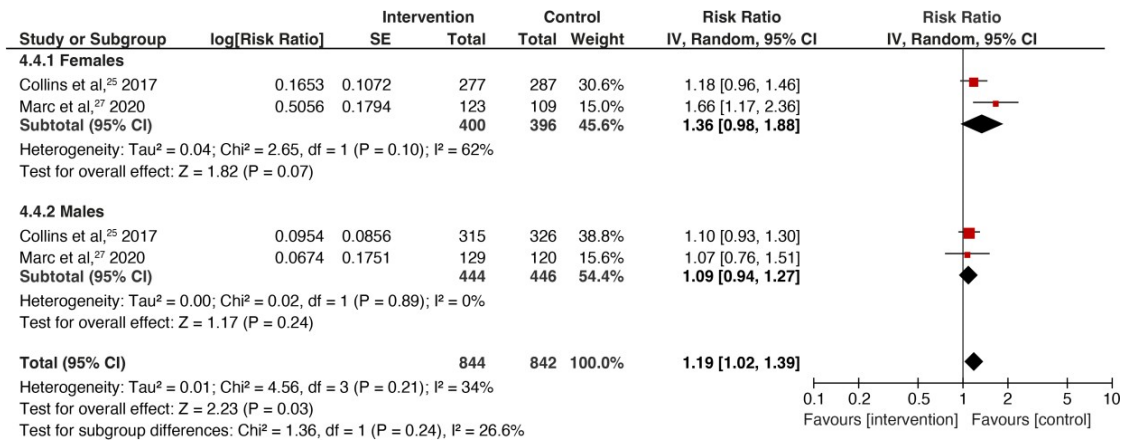 Intervention Control Risk Ratio Risk Ratio
Study or Subgroup log[Risk Ratio] SE Total Total Weight IV, Random, 95% CI IV, Random, 95% CI
4.4.1 Females
Collins et al,²⁵ 2017 0.1653 0.1072 277 287 30.6% 1.18 [0.96, 1.46]
Marc et al,²⁷ 2020 0.5056 0.1794 123 109 15.0% 1.66 [1.17, 2.36]
Subtotal (95% CI) 400 396 45.6% 1.36 [0.98, 1.88]
Heterogeneity: Tau² = 0.04; Chi² = 2.65, df = 1 (P = 0.10); I² = 62%
Test for overall effect: Z = 1.82 (P = 0.07)
4.4.2 Males
Collins et al,²⁵ 2017 0.0954 0.0856 315 326 38.8% 1.10 [0.93, 1.30]
Marc et al,²⁷ 2020 0.0674 0.1751 129 120 15.6% 1.07 [0.76, 1.51]
Subtotal (95% CI) 444 446 54.4% 1.09 [0.94, 1.27]
Heterogeneity: Tau² = 0.00; Chi² = 0.02, df = 1 (P = 0.89); I² = 0%
Test for overall effect: Z = 1.17 (P = 0.24)
Total (95% CI) 844 842 100.0% 1.19 [1.02, 1.39]
Heterogeneity: Tau² = 0.01; Chi² = 4.56, df = 3 (P = 0.21); I² = 34%
Test for overall effect: Z = 2.23 (P = 0.03)
Test for subgroup differences: Chi² = 1.36, df = 1 (P = 0.24), I² = 26.6%
0.1 0.2 0.5 1 2 5 10
Favours [intervention] Favours [control]